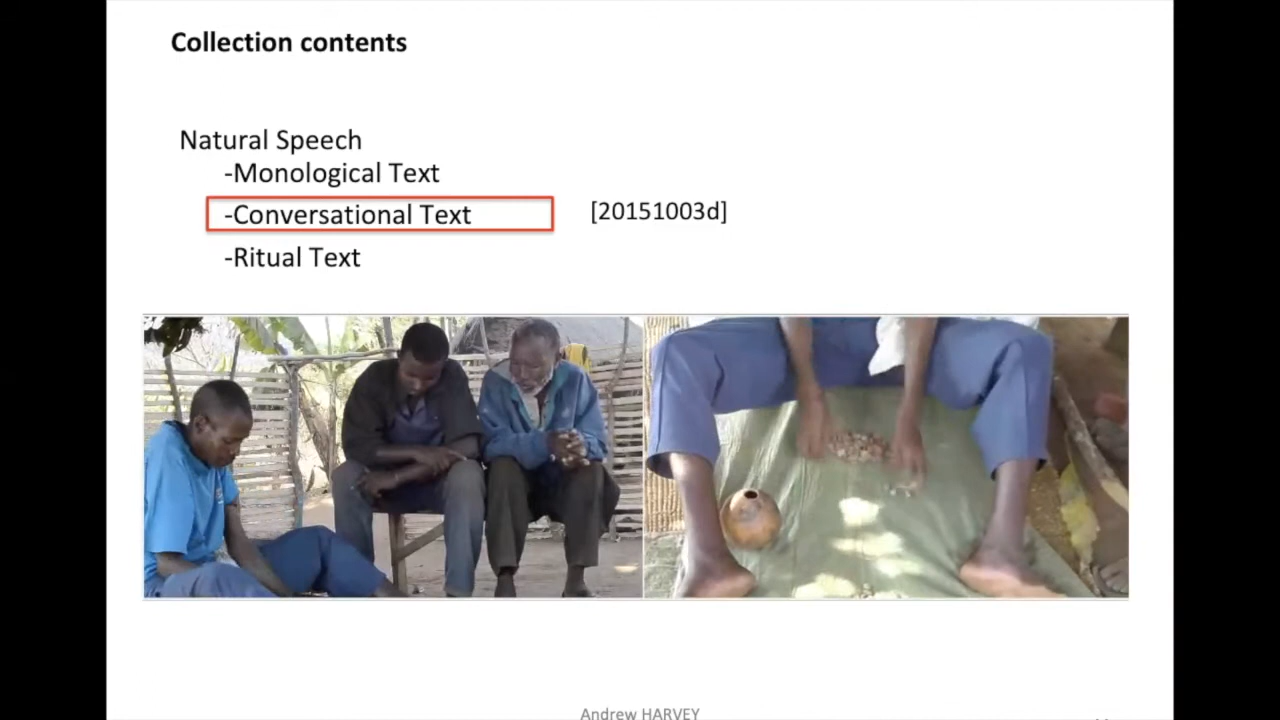 Collection contents
Natural Speech
-Monological Text
-Conversational Text [20151003d]
-Ritual Text
Andrew HARVEY